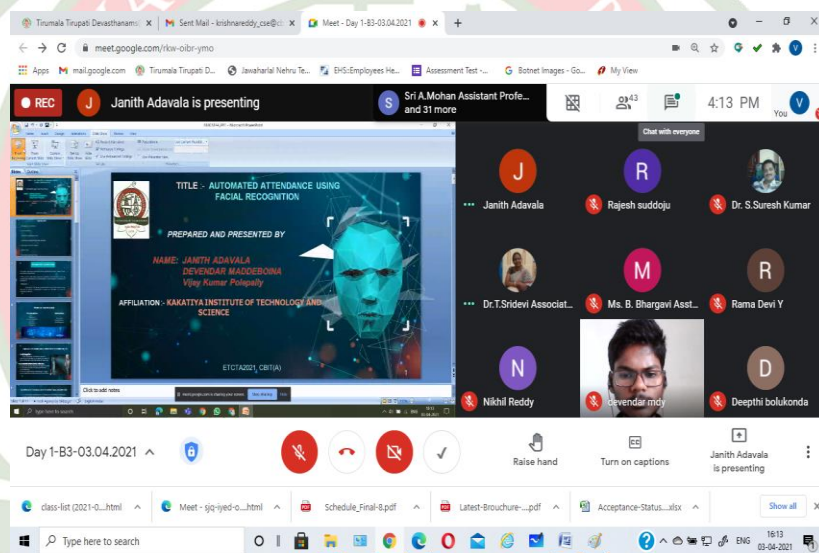 Tirumala Tirupati Devasthanams
Sent Mail - krishnareddy_cse@c
Meet - Day 1-B3-03.04.2021
meet.google.com/rkw-oibr-ymo
Apps
mail.google.com
Tirumala Tirupati D...
Jawaharlal Nehru Te...
EHS::Employees He...
Assessment Test -...
Botnet Images - Go...
My View
REC
J
Janith Adavala is presenting
S
Sri A.Mohan Assistant Profe...
and 31 more
43
4:13 PM
You
V
Chat with everyone
TITLE :- AUTOMATED ATTENDANCE USING
FACIAL RECOGNITION
PREPARED AND PRESENTED BY
NAME: JANITH ADAVALA
DEVENDAR MADDEBOINA
Vijay Kumar Polepally
AFFILIATION :- KAKATIYA INSTITUTE OF TECHNOLOGY AND
SCIENCE
ETCTA2021, CBIT(A)
1
Click to add notes
Type here to search
J
Janith Adavala
R
Rajesh suddoju
Dr. S.Suresh Kumar
Dr.T.Sridevi Associat...
M
Ms. B. Bhargavi Asst...
R
Rama Devi Y
N
Nikhil Reddy
devendar mdy
D
Deepthi bolukonda
Day 1-B3-03.04.2021
Raise hand
CC
Turn on captions
Janith Adavala
is presenting
class-list (2021-0....html
Meet - sjq-iyed-o....html
Schedule_Final-8.pdf
Latest-Brouchure-....pdf
Acceptance-Status....xlsx
Show all
Type here to search
ENG
16:13
03-04-2021